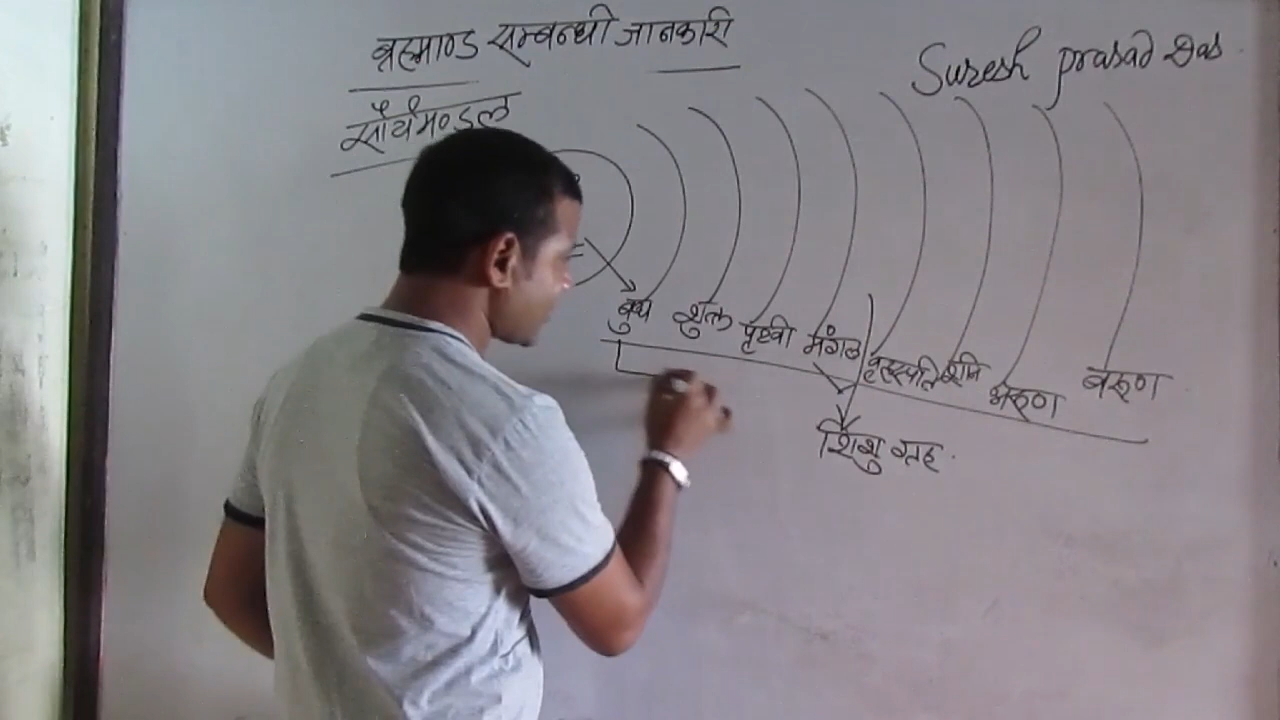 ब्रह्माण्ड सम्बन्धी जानकारी
Suresh prasad Das
सौर्यमण्डल
बुध शुक्र पृथ्वी मंगल बृहस्पति शनि अरुण वरुण
शिशु ग्रह